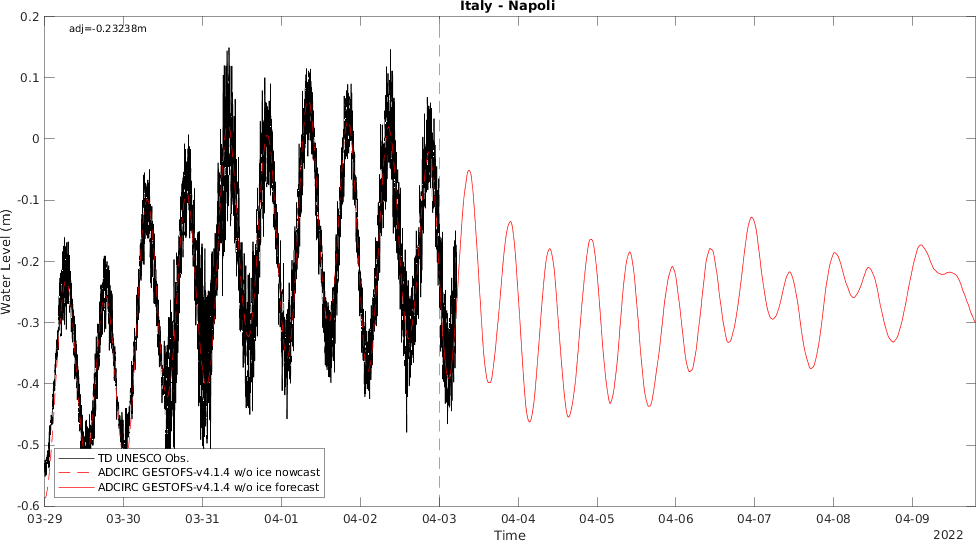 Italy - Napoli
adj=-0.23238m
0.2
0.1
0
-0.1
-0.2
-0.3
-0.4
-0.5
-0.6
Water Level (m)
TD UNESCO Obs.
ADCIRC GESTOFS-v4.1.4 w/o ice nowcast
ADCIRC GESTOFS-v4.1.4 w/o ice forecast
03-29 03-30 03-31 04-01 04-02 04-03 04-04 04-05 04-06 04-07 04-08 04-09
Time
2022